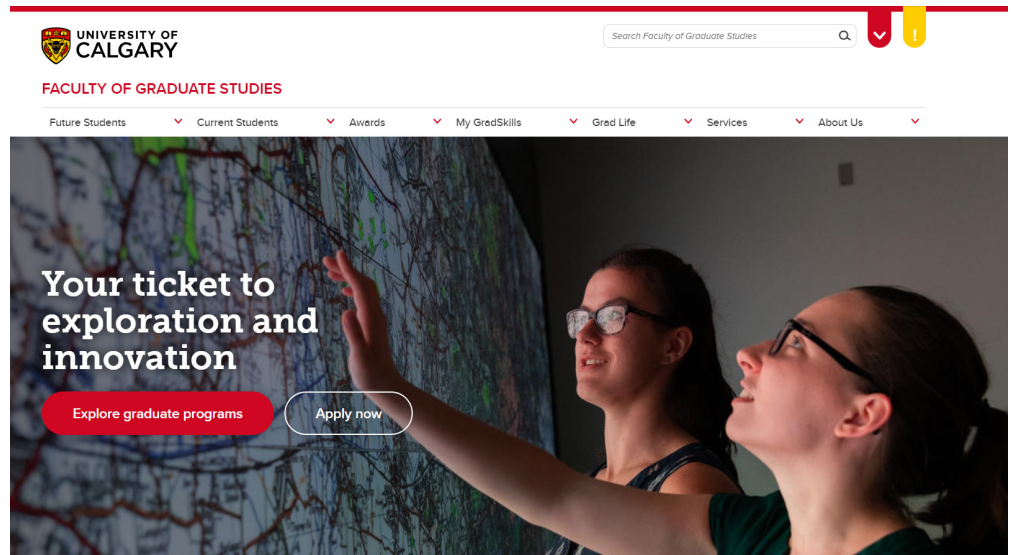 UNIVERSITY OF
CALGARY
Search Faculty of Graduate Studies
!
FACULTY OF GRADUATE STUDIES
Future Students
Current Students
Awards
My GradSkills
Grad Life
Services
About Us
Your ticket to
exploration and
innovation
Explore graduate programs
Apply now